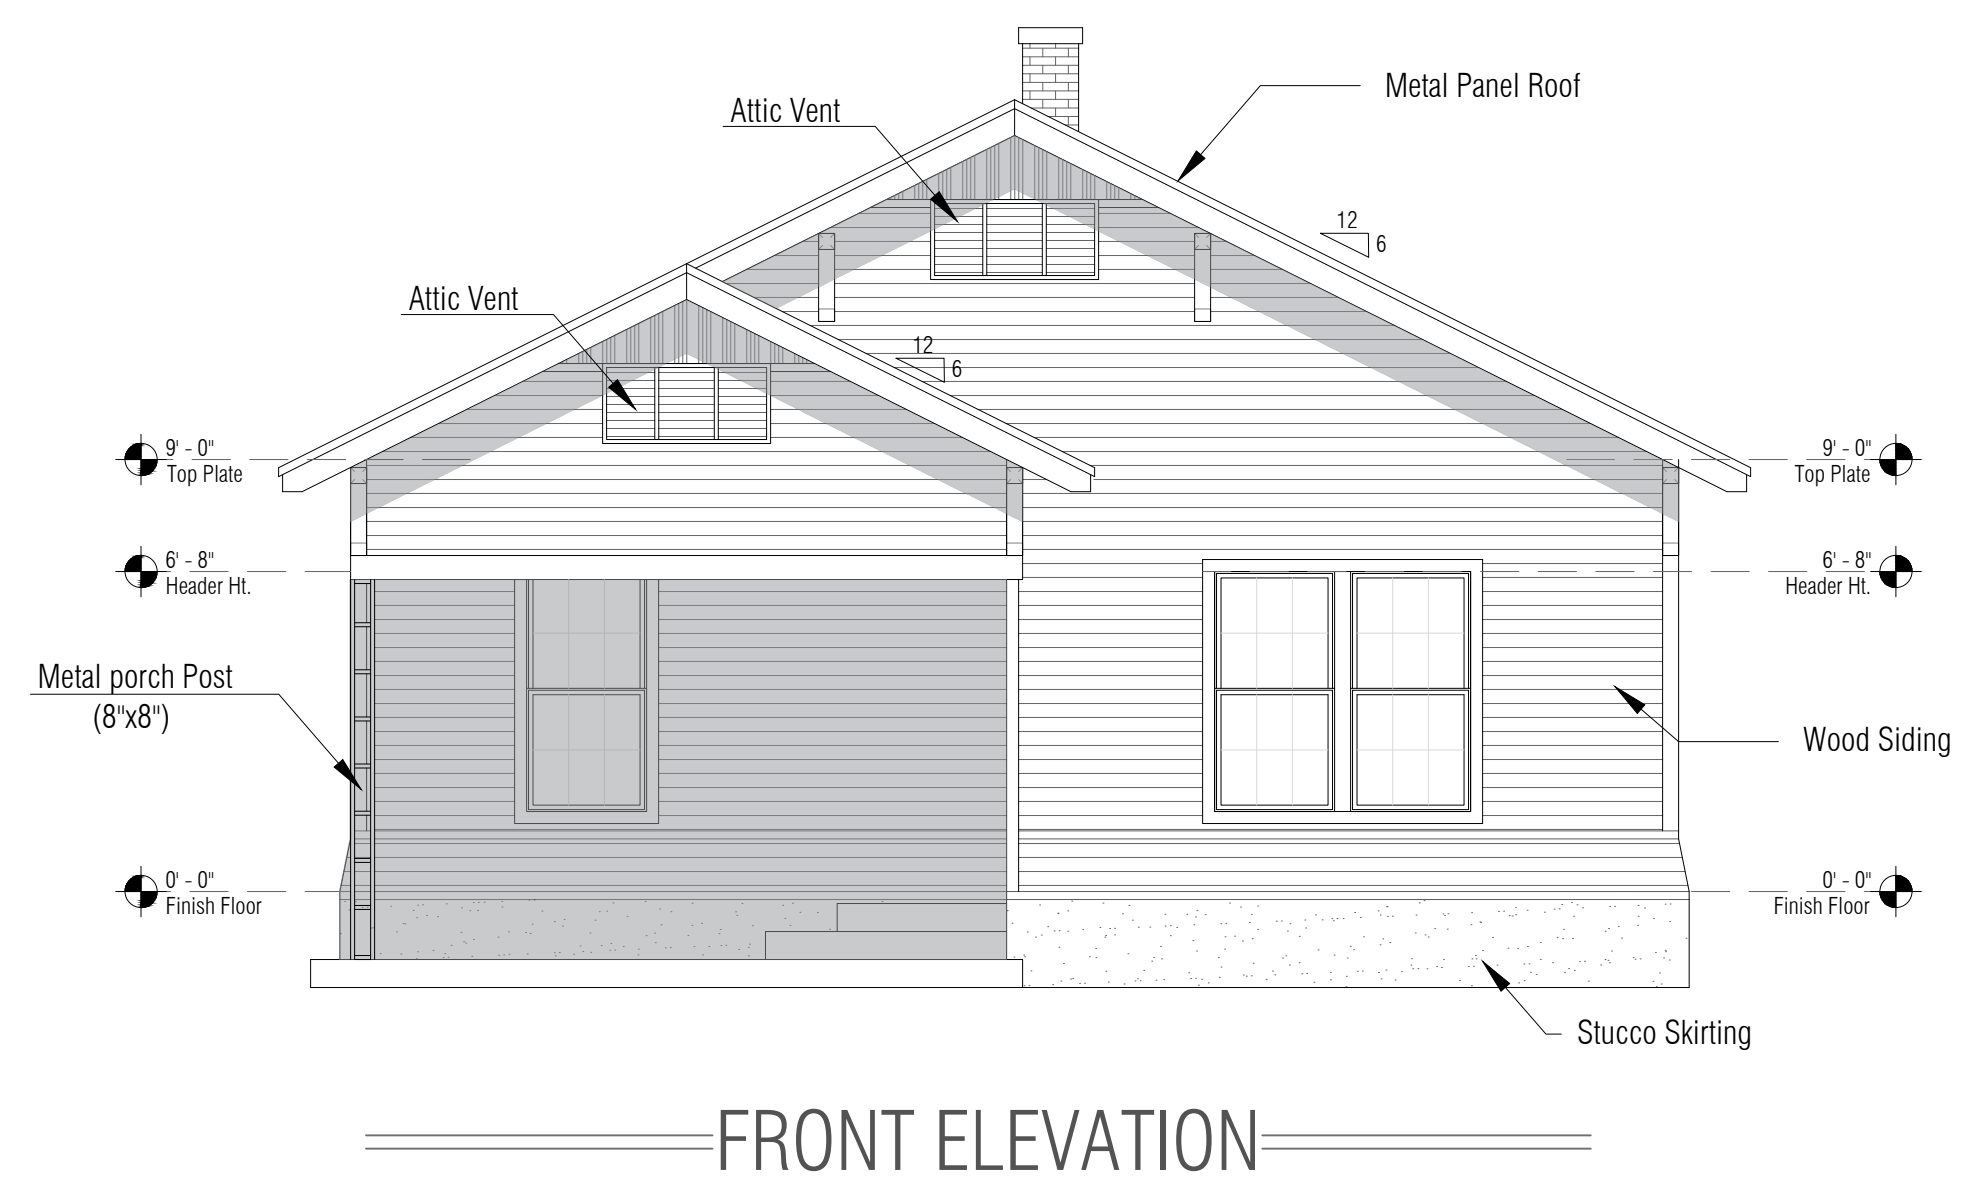 Metal Panel Roof
Attic Vent
12
6
Attic Vent
12
6
9' - 0"
Top Plate
9' - 0"
Top Plate
6' - 8"
Header Ht.
6' - 8"
Header Ht.
Metal porch Post
(8"x8")
Wood Siding
0' - 0"
Finish Floor
0' - 0"
Finish Floor
Stucco Skirting
FRONT ELEVATION